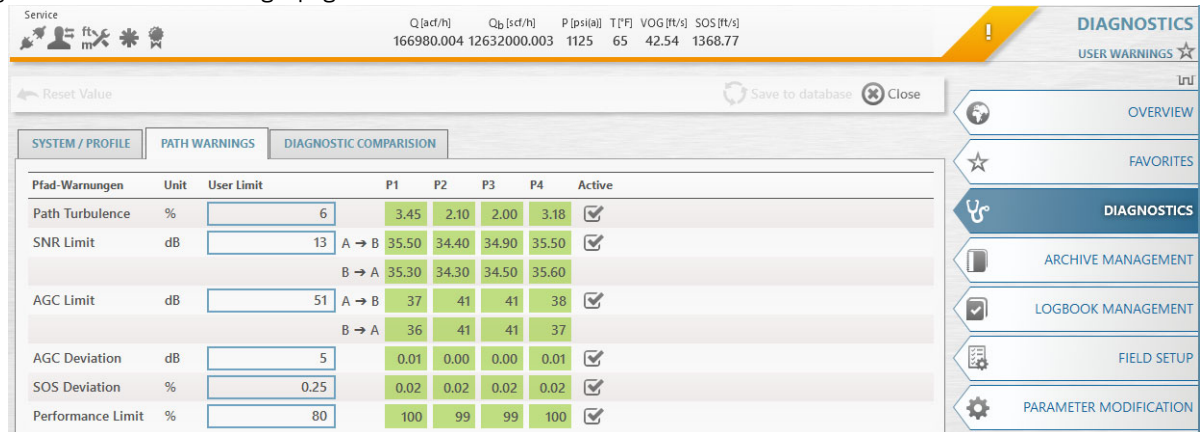 Service
Q [acf/h] Qb [scf/h] P [psi(a)] T [°F] VOG [ft/s] SOS [ft/s]
166980.004 12632000.003 1125 65 42.54 1368.77
ft
m
!
DIAGNOSTICS
USER WARNINGS
Reset Value
Save to database Close
SYSTEM / PROFILE PATH WARNINGS DIAGNOSTIC COMPARISION
Pfad-Warnungen Unit User Limit P1 P2 P3 P4 Active
Path Turbulence % 6 3.45 2.10 2.00 3.18
SNR Limit dB 13 A → B 35.50 34.40 34.90 35.50
B → A 35.30 34.30 34.50 35.60
AGC Limit dB 51 A → B 37 41 41 38
B → A 36 41 41 37
AGC Deviation dB 5 0.01 0.00 0.00 0.01
SOS Deviation % 0.25 0.02 0.02 0.02 0.02
Performance Limit % 80 100 99 99 100
OVERVIEW
FAVORITES
DIAGNOSTICS
ARCHIVE MANAGEMENT
LOGBOOK MANAGEMENT
FIELD SETUP
PARAMETER MODIFICATION